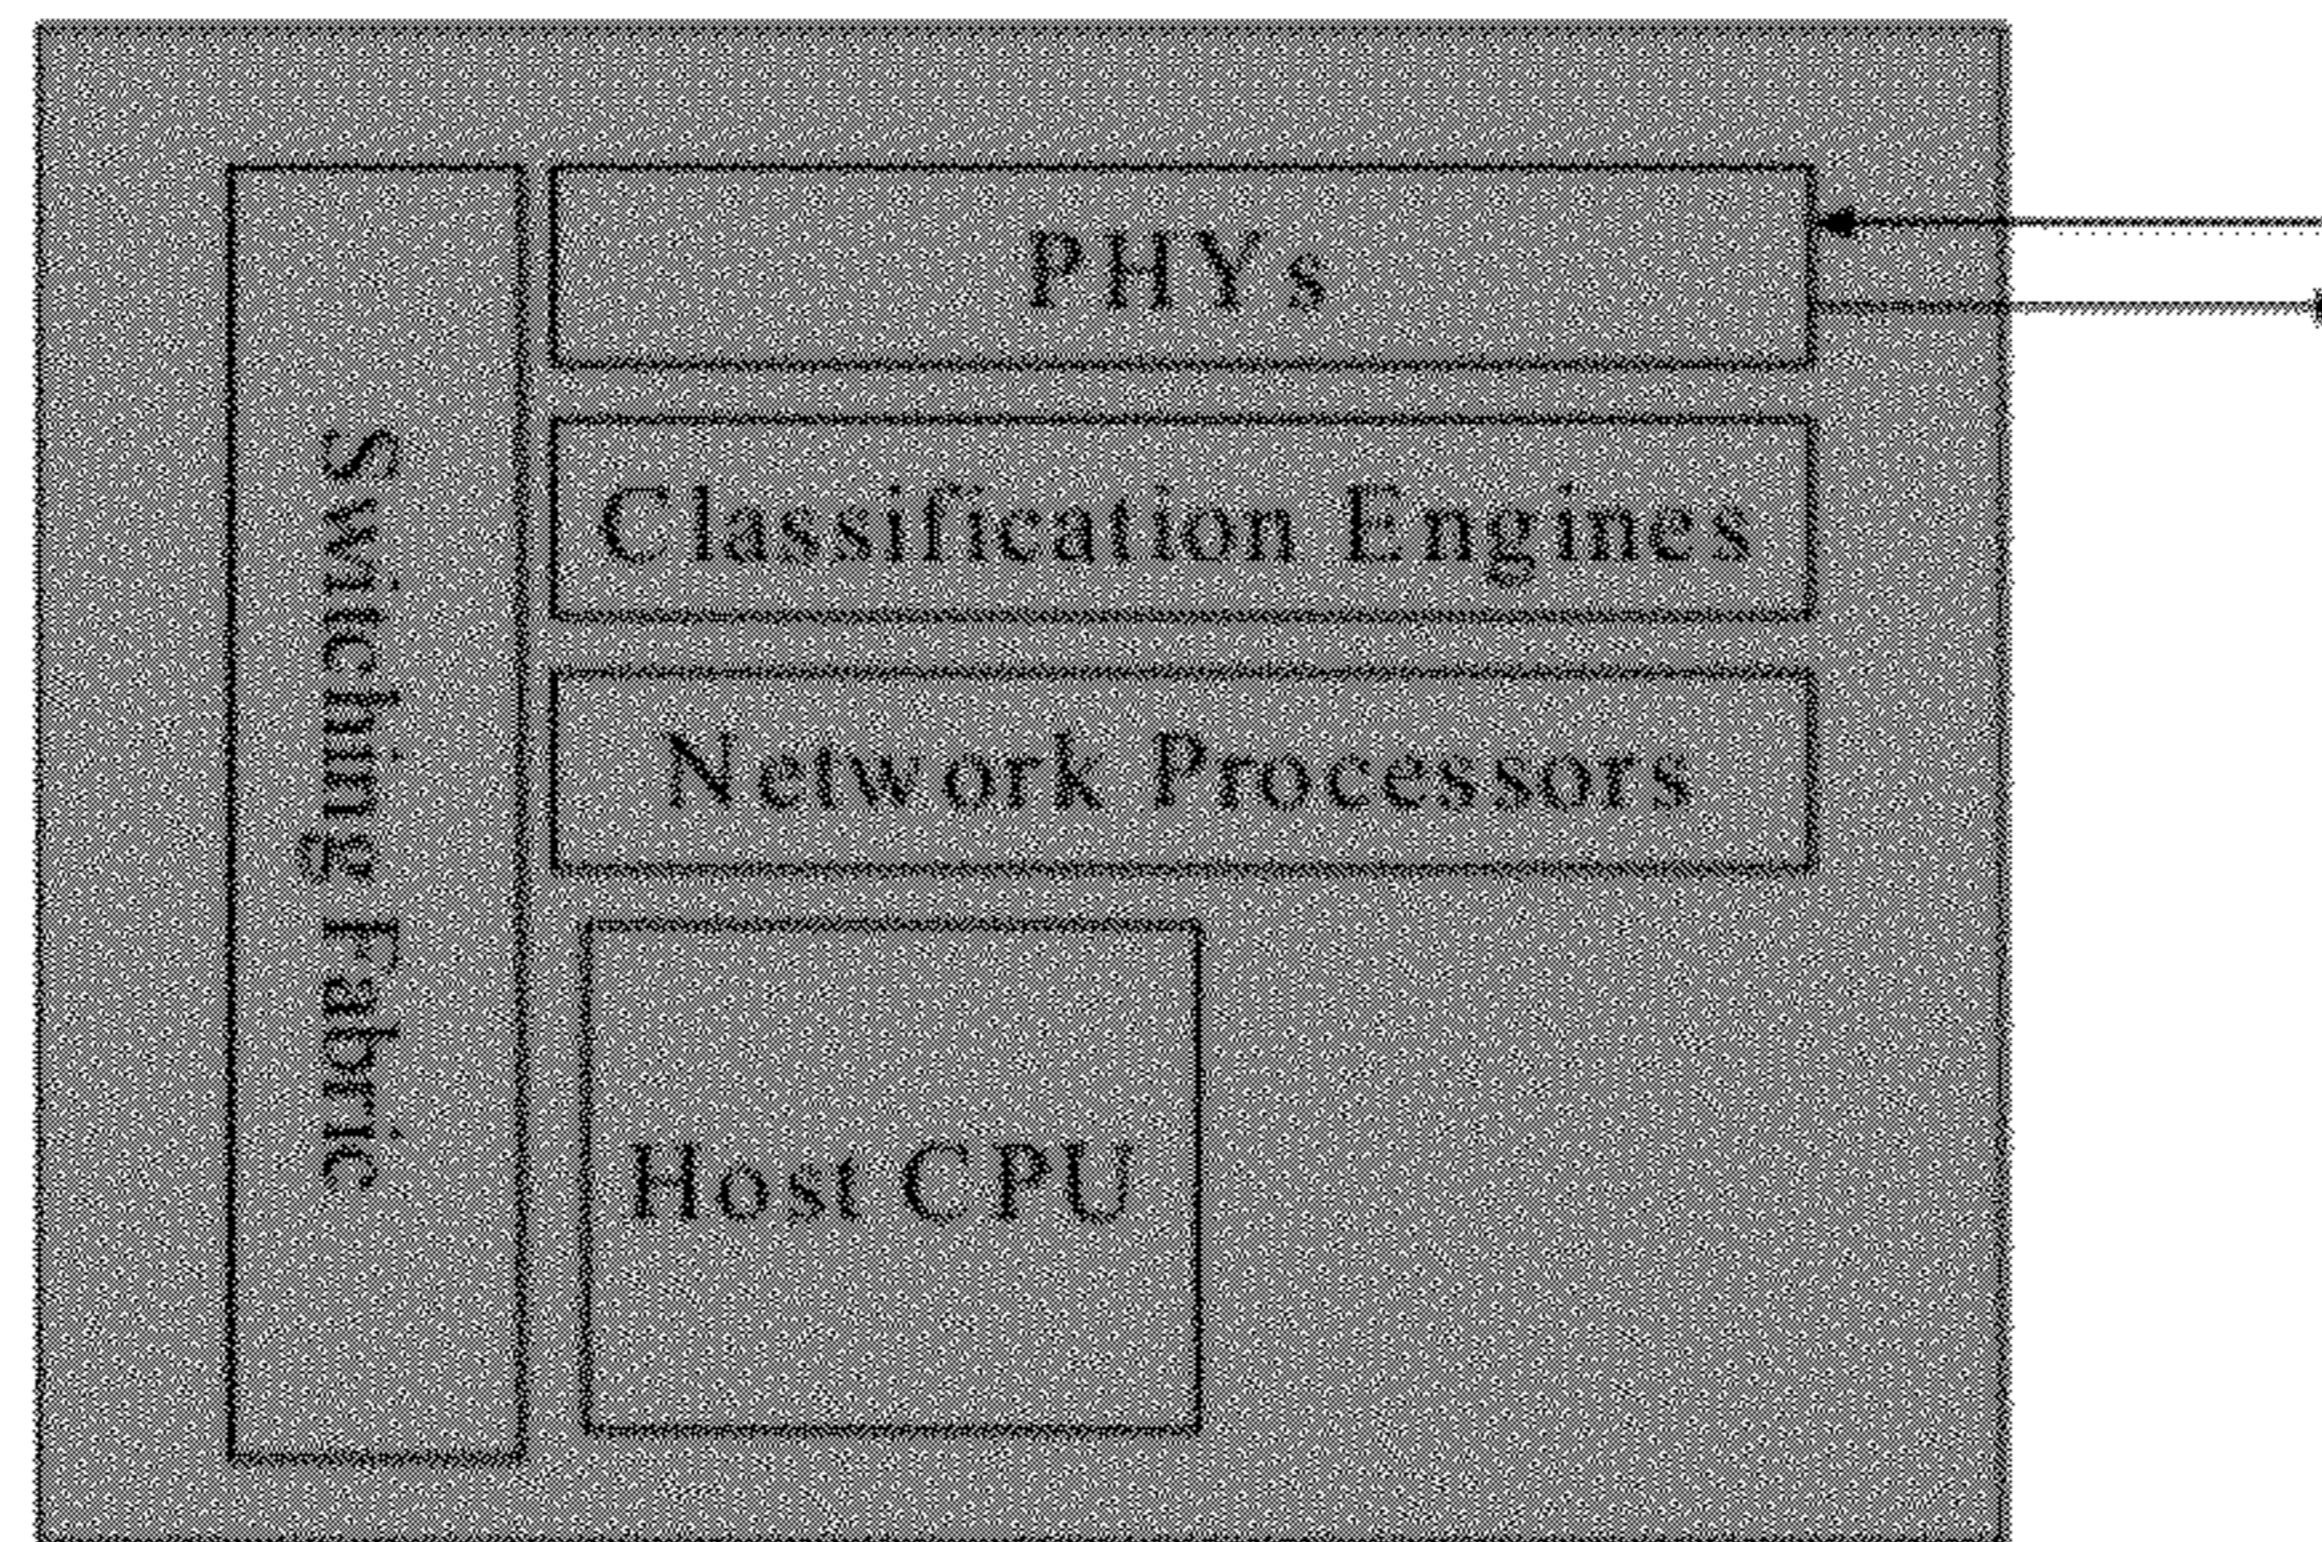 Switching Fabric
PHYs
Classification Engines
Network Processors
Host CPU